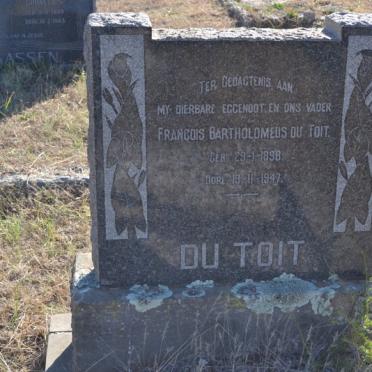 TER GEDAGTENIS AAN
MY DIERBARE EGGENOOT EN ONS VADER
FRANCOIS BARTHOLOMEUS DU TOIT.
GEB. 29-1-1898
OORL. 19-11-1947.
DU TOIT
ASSEN